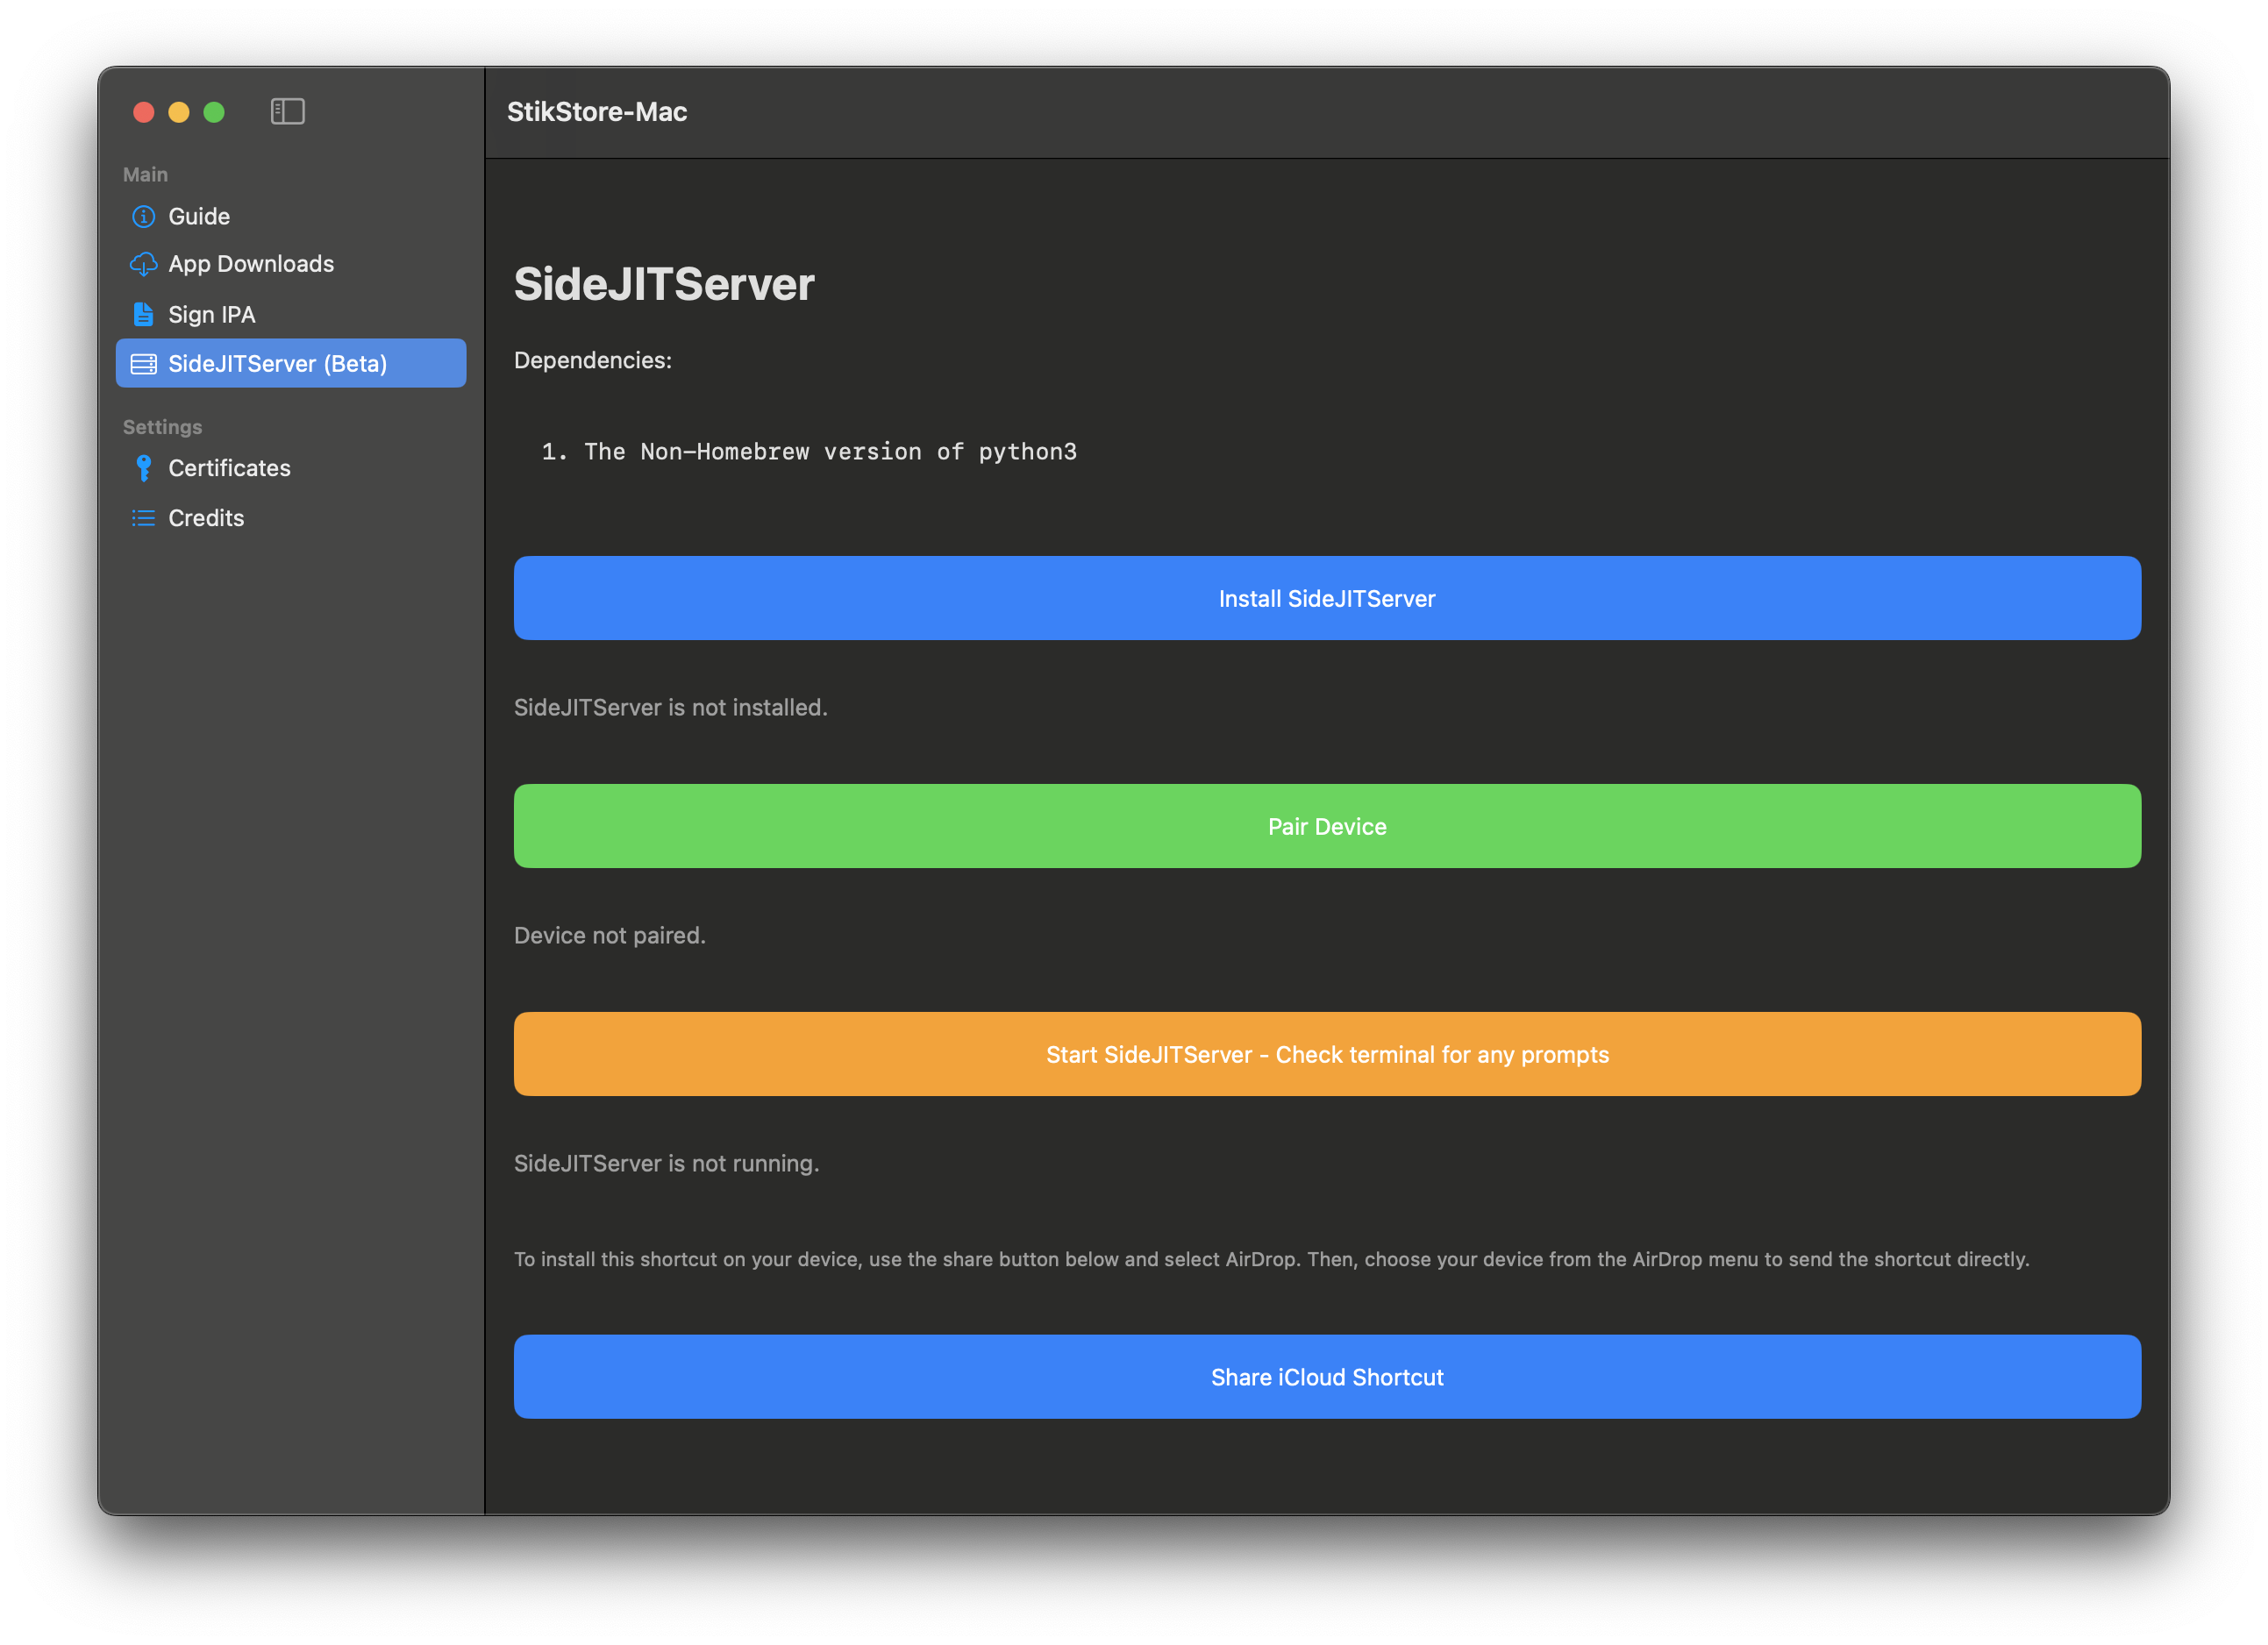 StikStore-Mac
Main
Guide
App Downloads
Sign IPA
SideJITServer (Beta)
Settings
Certificates
Credits
SideJITServer
Dependencies:
1. The Non-Homebrew version of python3
Install SideJITServer
SideJITServer is not installed.
Pair Device
Device not paired.
Start SideJITServer - Check terminal for any prompts
SideJITServer is not running.
To install this shortcut on your device, use the share button below and select AirDrop. Then, choose your device from the AirDrop menu to send the shortcut directly.
Share iCloud Shortcut